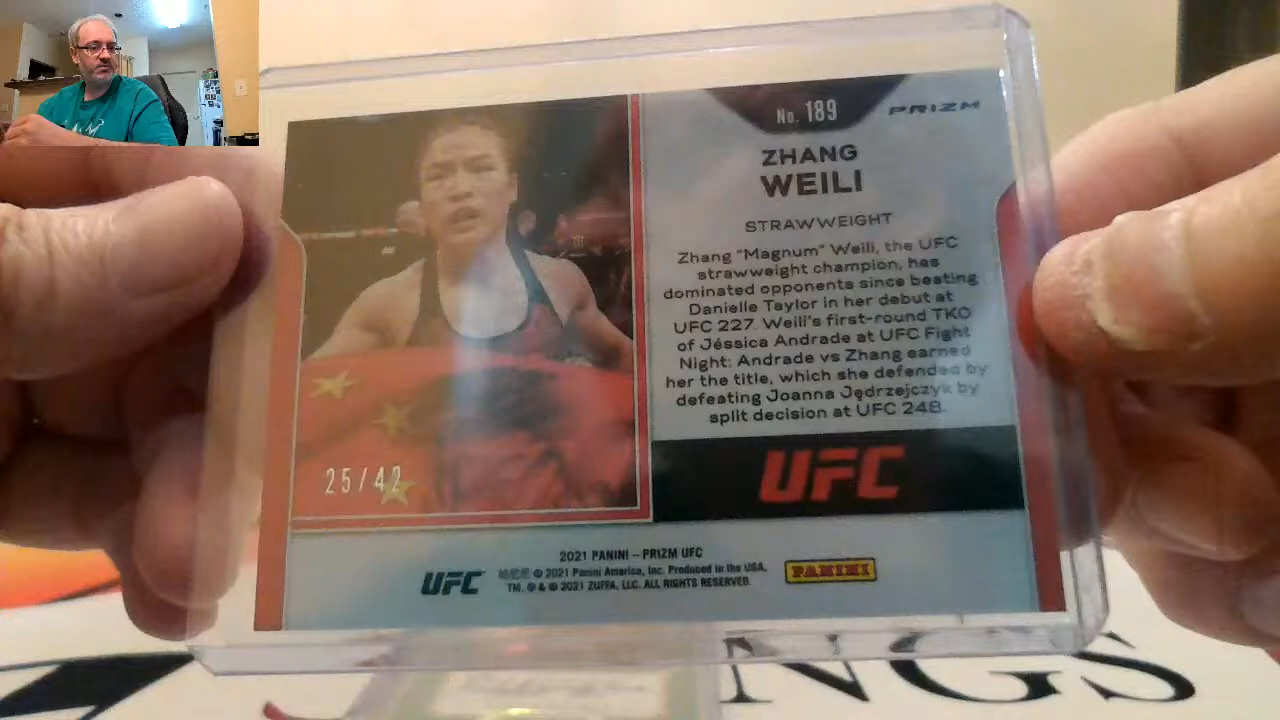 No. 189
PRIZM
ZHANG
WEILI
STRAWWEIGHT
Zhang "Magnum" Weili, the UFC
strawweight champion, has
dominated opponents since beating
Danielle Taylor in her debut at
UFC 227. Weili's first-round TKO
of Jéssica Andrade at UFC Fight
Night: Andrade vs Zhang earned
her the title, which she defended by
defeating Joanna Jędrzejczyk by
split decision at UFC 248.
25/42
UFC
2021 PANINI – PRIZM UFC
UFC
© 2021 Panini America, Inc. Produced in the USA.
TM, ® & © 2021 ZUFFA, LLC. ALL RIGHTS RESERVED.
PANINI
NGS